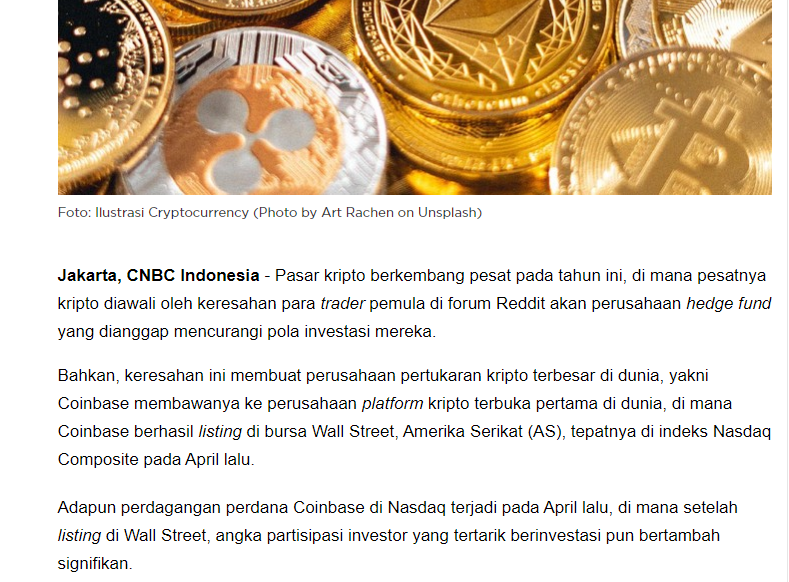 ethereum classic
Foto: Ilustrasi Cryptocurrency (Photo by Art Rachen on Unsplash)
Jakarta, CNBC Indonesia - Pasar kripto berkembang pesat pada tahun ini, di mana pesatnya
kripto diawali oleh keresahan para trader pemula di forum Reddit akan perusahaan hedge fund
yang dianggap mencurangi pola investasi mereka.
Bahkan, keresahan ini membuat perusahaan pertukaran kripto terbesar di dunia, yakni
Coinbase membawanya ke perusahaan platform kripto terbuka pertama di dunia, di mana
Coinbase berhasil listing di bursa Wall Street, Amerika Serikat (AS), tepatnya di indeks Nasdaq
Composite pada April lalu.
Adapun perdagangan perdana Coinbase di Nasdaq terjadi pada April lalu, di mana setelah
listing di Wall Street, angka partisipasi investor yang tertarik berinvestasi pun bertambah
signifikan.